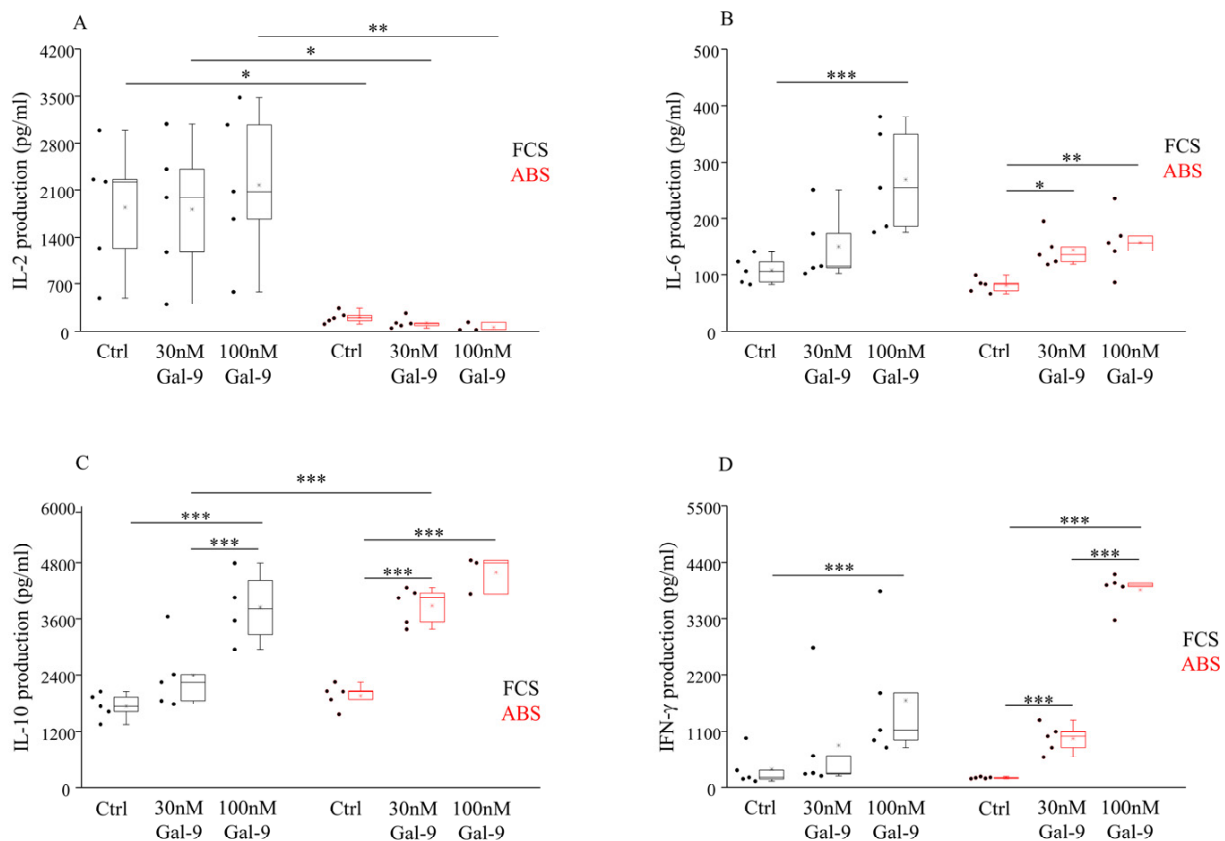 A
**
*
*
4200
3500
2800
2100
1400
700
0
IL-2 production (pg/ml)
FCS
ABS
Ctrl
30nM
Gal-9
100nM
Gal-9
Ctrl
30nM
Gal-9
100nM
Gal-9
B
***
**
*
500
400
300
200
100
0
IL-6 production (pg/ml)
FCS
ABS
Ctrl
30nM
Gal-9
100nM
Gal-9
Ctrl
30nM
Gal-9
100nM
Gal-9
C
***
***
***
***
***
6000
4800
3600
2400
1200
0
IL-10 production (pg/ml)
FCS
ABS
Ctrl
30nM
Gal-9
100nM
Gal-9
Ctrl
30nM
Gal-9
100nM
Gal-9
D
***
***
***
***
5500
4400
3300
2200
1100
0
IFN-γ production (pg/ml)
FCS
ABS
Ctrl
30nM
Gal-9
100nM
Gal-9
Ctrl
30nM
Gal-9
100nM
Gal-9